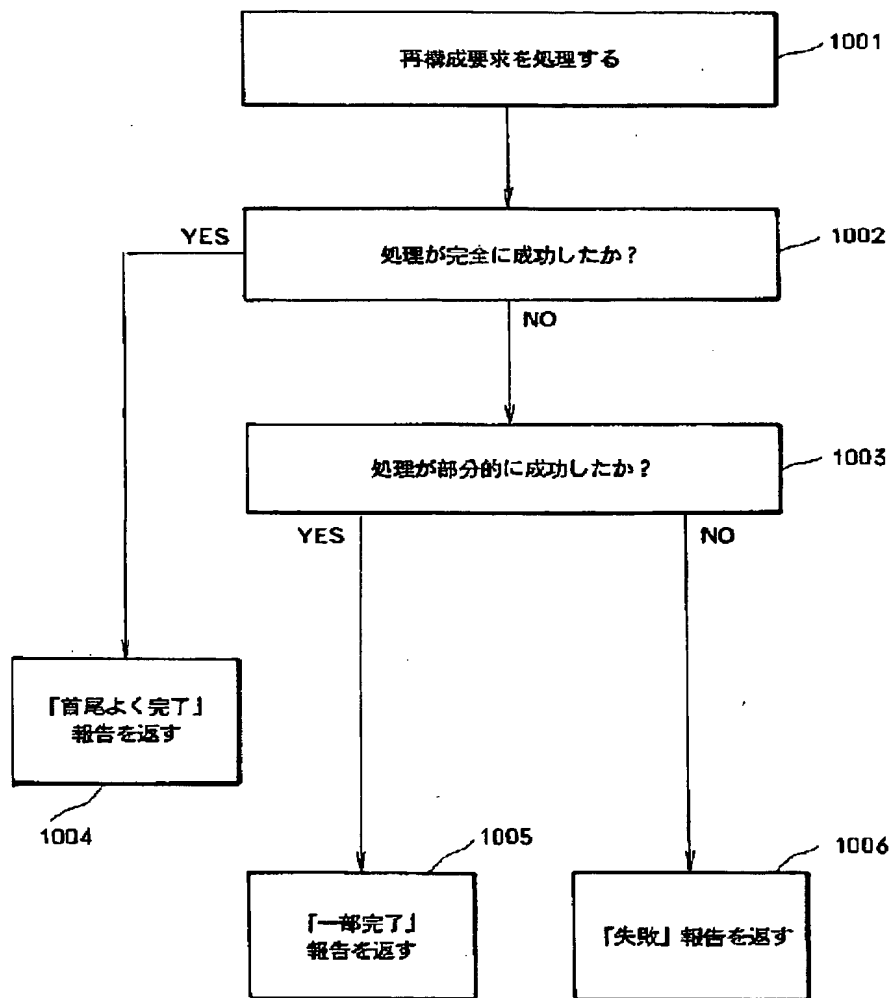 再構成要求を処理する
1001
処理が完全に成功したか?
1002
YES
NO
処理が部分的に成功したか?
1003
YES
NO
「首尾よく完了」
報告を返す
1004
1005
1006
「一部完了」
報告を返す
「失敗」報告を返す